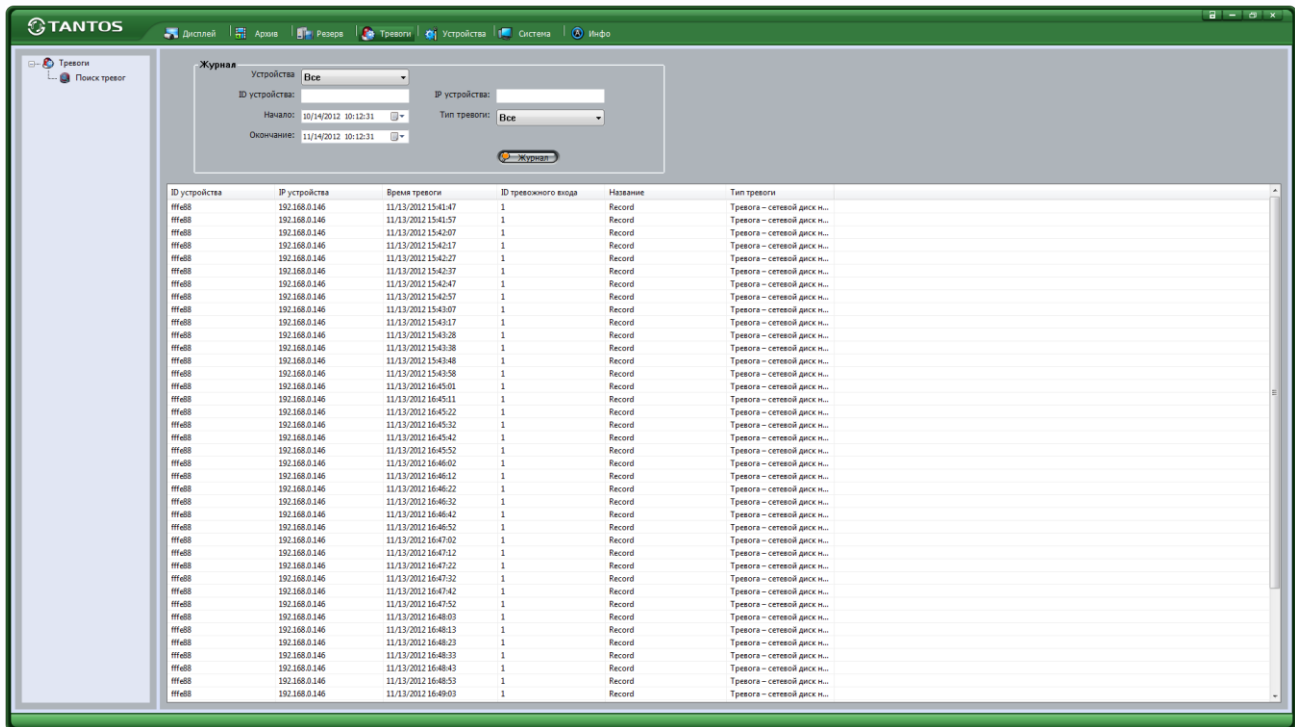 TANTOS
Дисплей Архив Резерв Тревоги Устройства Система Инфо
Тревоги
Поиск тревог
Журнал
Устройства Все
ID устройства: IP устройства:
Начало: 10/14/2012 10:12:31 Тип тревоги: Все
Окончание: 11/14/2012 10:12:31
Журнал
ID устройства IP устройства Время тревоги ID тревожного входа Название Тип тревоги
fffe88 192.168.0.146 11/13/2012 15:41:47 1 Record Тревога – сетевой диск н...
fffe88 192.168.0.146 11/13/2012 15:41:57 1 Record Тревога – сетевой диск н...
fffe88 192.168.0.146 11/13/2012 15:42:07 1 Record Тревога – сетевой диск н...
fffe88 192.168.0.146 11/13/2012 15:42:17 1 Record Тревога – сетевой диск н...
fffe88 192.168.0.146 11/13/2012 15:42:27 1 Record Тревога – сетевой диск н...
fffe88 192.168.0.146 11/13/2012 15:42:37 1 Record Тревога – сетевой диск н...
fffe88 192.168.0.146 11/13/2012 15:42:47 1 Record Тревога – сетевой диск н...
fffe88 192.168.0.146 11/13/2012 15:42:57 1 Record Тревога – сетевой диск н...
fffe88 192.168.0.146 11/13/2012 15:43:07 1 Record Тревога – сетевой диск н...
fffe88 192.168.0.146 11/13/2012 15:43:17 1 Record Тревога – сетевой диск н...
fffe88 192.168.0.146 11/13/2012 15:43:28 1 Record Тревога – сетевой диск н...
fffe88 192.168.0.146 11/13/2012 15:43:38 1 Record Тревога – сетевой диск н...
fffe88 192.168.0.146 11/13/2012 15:43:48 1 Record Тревога – сетевой диск н...
fffe88 192.168.0.146 11/13/2012 15:43:58 1 Record Тревога – сетевой диск н...
fffe88 192.168.0.146 11/13/2012 16:45:01 1 Record Тревога – сетевой диск н...
fffe88 192.168.0.146 11/13/2012 16:45:11 1 Record Тревога – сетевой диск н...
fffe88 192.168.0.146 11/13/2012 16:45:22 1 Record Тревога – сетевой диск н...
fffe88 192.168.0.146 11/13/2012 16:45:32 1 Record Тревога – сетевой диск н...
fffe88 192.168.0.146 11/13/2012 16:45:42 1 Record Тревога – сетевой диск н...
fffe88 192.168.0.146 11/13/2012 16:45:52 1 Record Тревога – сетевой диск н...
fffe88 192.168.0.146 11/13/2012 16:46:02 1 Record Тревога – сетевой диск н...
fffe88 192.168.0.146 11/13/2012 16:46:12 1 Record Тревога – сетевой диск н...
fffe88 192.168.0.146 11/13/2012 16:46:22 1 Record Тревога – сетевой диск н...
fffe88 192.168.0.146 11/13/2012 16:46:32 1 Record Тревога – сетевой диск н...
fffe88 192.168.0.146 11/13/2012 16:46:42 1 Record Тревога – сетевой диск н...
fffe88 192.168.0.146 11/13/2012 16:46:52 1 Record Тревога – сетевой диск н...
fffe88 192.168.0.146 11/13/2012 16:47:02 1 Record Тревога – сетевой диск н...
fffe88 192.168.0.146 11/13/2012 16:47:12 1 Record Тревога – сетевой диск н...
fffe88 192.168.0.146 11/13/2012 16:47:22 1 Record Тревога – сетевой диск н...
fffe88 192.168.0.146 11/13/2012 16:47:32 1 Record Тревога – сетевой диск н...
fffe88 192.168.0.146 11/13/2012 16:47:42 1 Record Тревога – сетевой диск н...
fffe88 192.168.0.146 11/13/2012 16:47:52 1 Record Тревога – сетевой диск н...
fffe88 192.168.0.146 11/13/2012 16:48:03 1 Record Тревога – сетевой диск н...
fffe88 192.168.0.146 11/13/2012 16:48:13 1 Record Тревога – сетевой диск н...
fffe88 192.168.0.146 11/13/2012 16:48:23 1 Record Тревога – сетевой диск н...
fffe88 192.168.0.146 11/13/2012 16:48:33 1 Record Тревога – сетевой диск н...
fffe88 192.168.0.146 11/13/2012 16:48:43 1 Record Тревога – сетевой диск н...
fffe88 192.168.0.146 11/13/2012 16:48:53 1 Record Тревога – сетевой диск н...
fffe88 192.168.0.146 11/13/2012 16:49:03 1 Record Тревога – сетевой диск н...